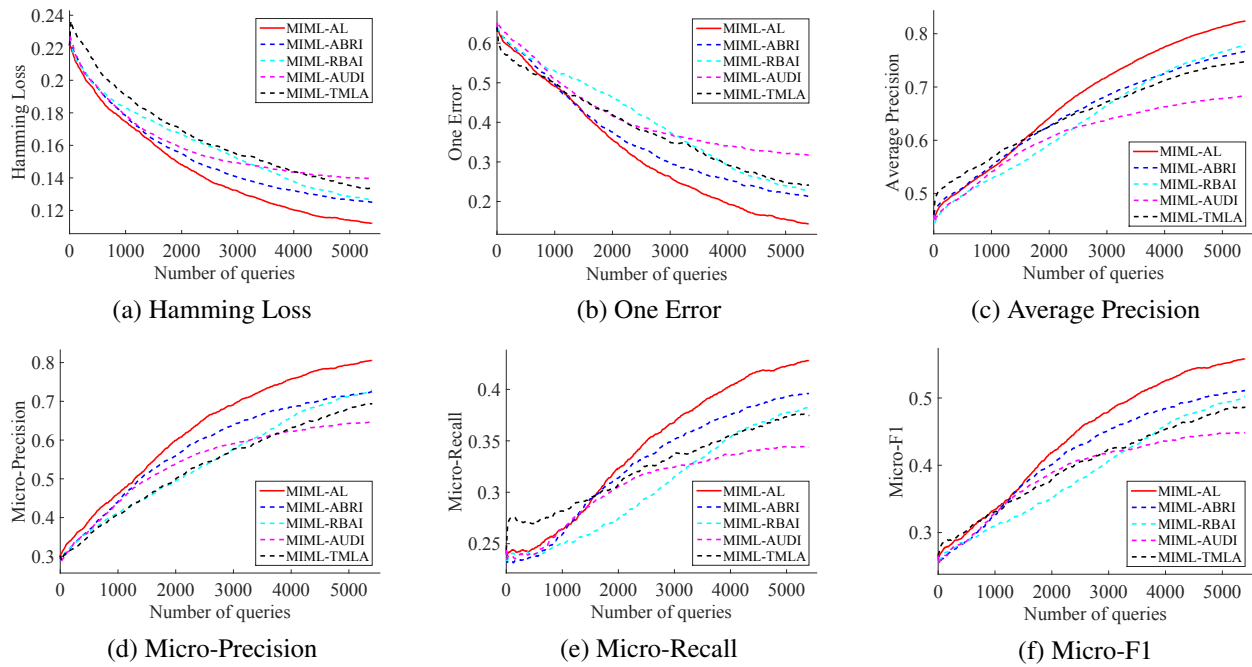 0.24
0.22
0.2
0.18
0.16
0.14
0.12
Hamming Loss
MIML-AL
MIML-ABRI
MIML-RBAI
MIML-AUDI
MIML-TMLA
0 1000 2000 3000 4000 5000
Number of queries
(a) Hamming Loss
0.6
0.5
0.4
0.3
0.2
One Error
MIML-AL
MIML-ABRI
MIML-RBAI
MIML-AUDI
MIML-TMLA
0 1000 2000 3000 4000 5000
Number of queries
(b) One Error
0.8
0.7
0.6
0.5
Average Precision
MIML-AL
MIML-ABRI
MIML-RBAI
MIML-AUDI
MIML-TMLA
0 1000 2000 3000 4000 5000
Number of queries
(c) Average Precision
0.8
0.7
0.6
0.5
0.4
0.3
Micro-Precision
MIML-AL
MIML-ABRI
MIML-RBAI
MIML-AUDI
MIML-TMLA
0 1000 2000 3000 4000 5000
Number of queries
(d) Micro-Precision
0.4
0.35
0.3
0.25
Micro-Recall
MIML-AL
MIML-ABRI
MIML-RBAI
MIML-AUDI
MIML-TMLA
0 1000 2000 3000 4000 5000
Number of queries
(e) Micro-Recall
0.5
0.4
0.3
Micro-F1
MIML-AL
MIML-ABRI
MIML-RBAI
MIML-AUDI
MIML-TMLA
0 1000 2000 3000 4000 5000
Number of queries
(f) Micro-F1